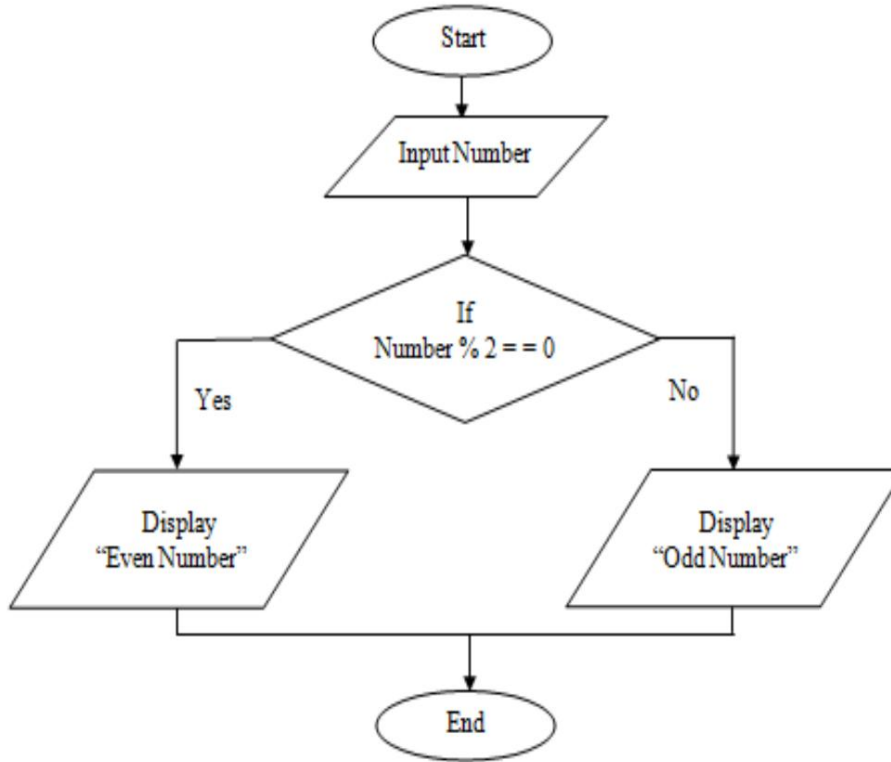 Start
Input Number
If
Number % 2 = = 0
Yes
No
Display
“Even Number”
Display
“Odd Number”
End